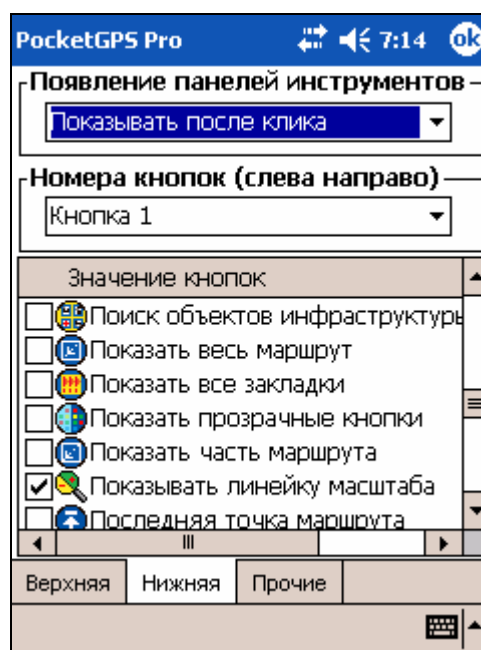 PocketGPS Pro 7:14 ok
Появление панелей инструментов
Показывать после клика
Номера кнопок (слева направо)
Кнопка 1
Значение кнопок
Поиск объектов инфраструктуры
Показать весь маршрут
Показать все закладки
Показать прозрачные кнопки
Показать часть маршрута
Показывать линейку масштаба
Последняя точка маршрута
Верхняя Нижняя Прочие